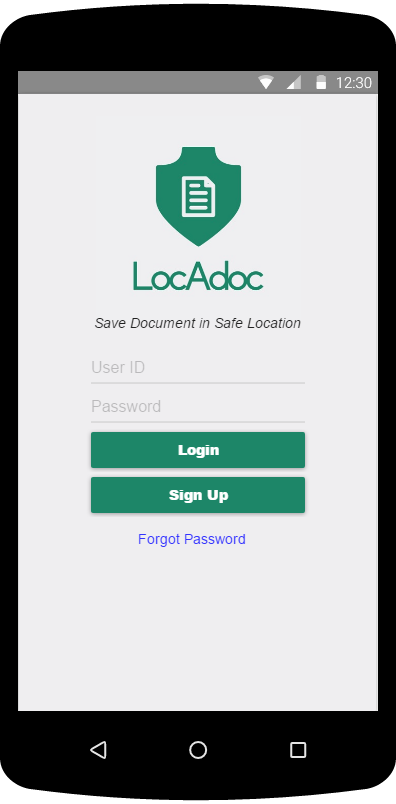 12:30
LocAdoc
Save Document in Safe Location
User ID
Password
Login
Sign Up
Forgot Password